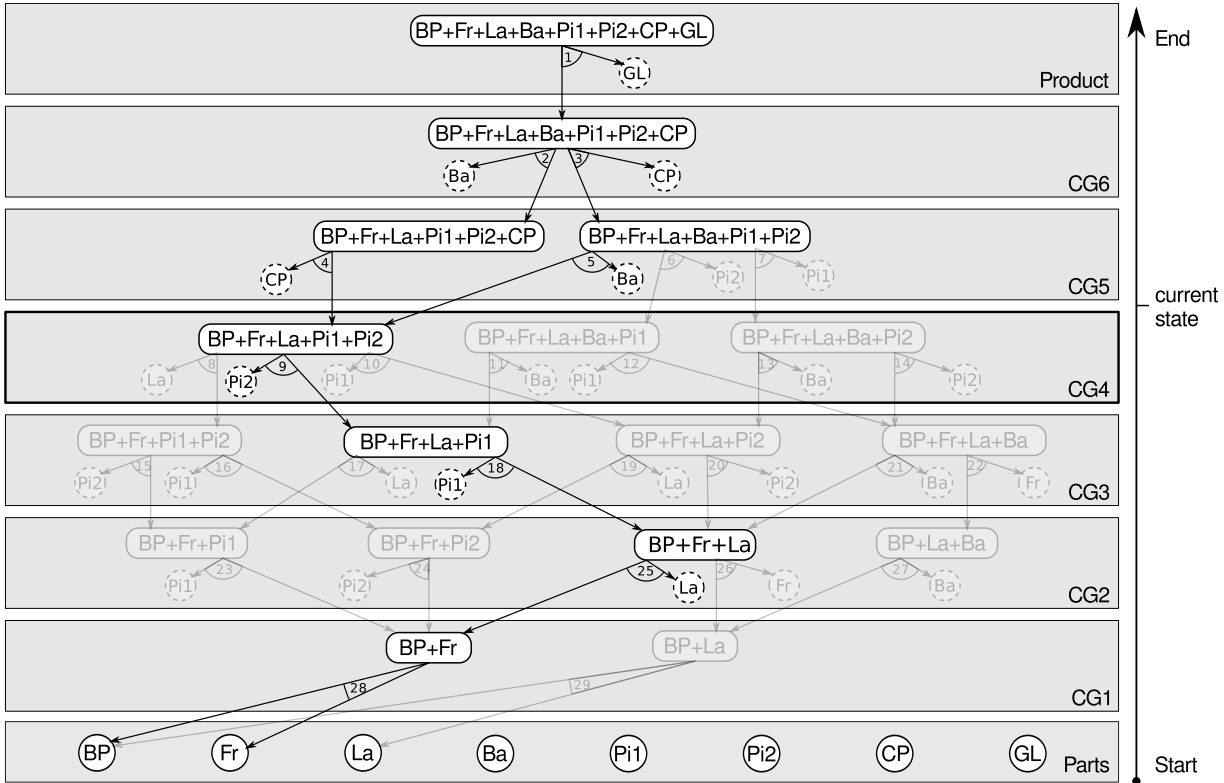 BP+Fr+La+Ba+Pi1+Pi2+CP+GL
1
GL
Product
End
BP+Fr+La+Ba+Pi1+Pi2+CP
2 3
Ba CP
CG6
BP+Fr+La+Pi1+Pi2+CP BP+Fr+La+Ba+Pi1+Pi2
4 5 6 7
CP Ba Pi2 Pi1
CG5
current
state
BP+Fr+La+Pi1+Pi2 BP+Fr+La+Ba+Pi1 BP+Fr+La+Ba+Pi2
8 9 10 11 12 13 14
La Pi2 Pi1 Ba Pi1 Ba Pi2
CG4
BP+Fr+Pi1+Pi2 BP+Fr+La+Pi1 BP+Fr+La+Pi2 BP+Fr+La+Ba
15 16 17 18 19 20 21 22
Pi2 Pi1 La Pi1 La Pi2 Ba Fr
CG3
BP+Fr+Pi1 BP+Fr+Pi2 BP+Fr+La BP+La+Ba
23 24 25 26 27
Pi1 Pi2 La Fr Ba
CG2
BP+Fr BP+La
28 29
CG1
BP Fr La Ba Pi1 Pi2 CP GL
Parts
Start